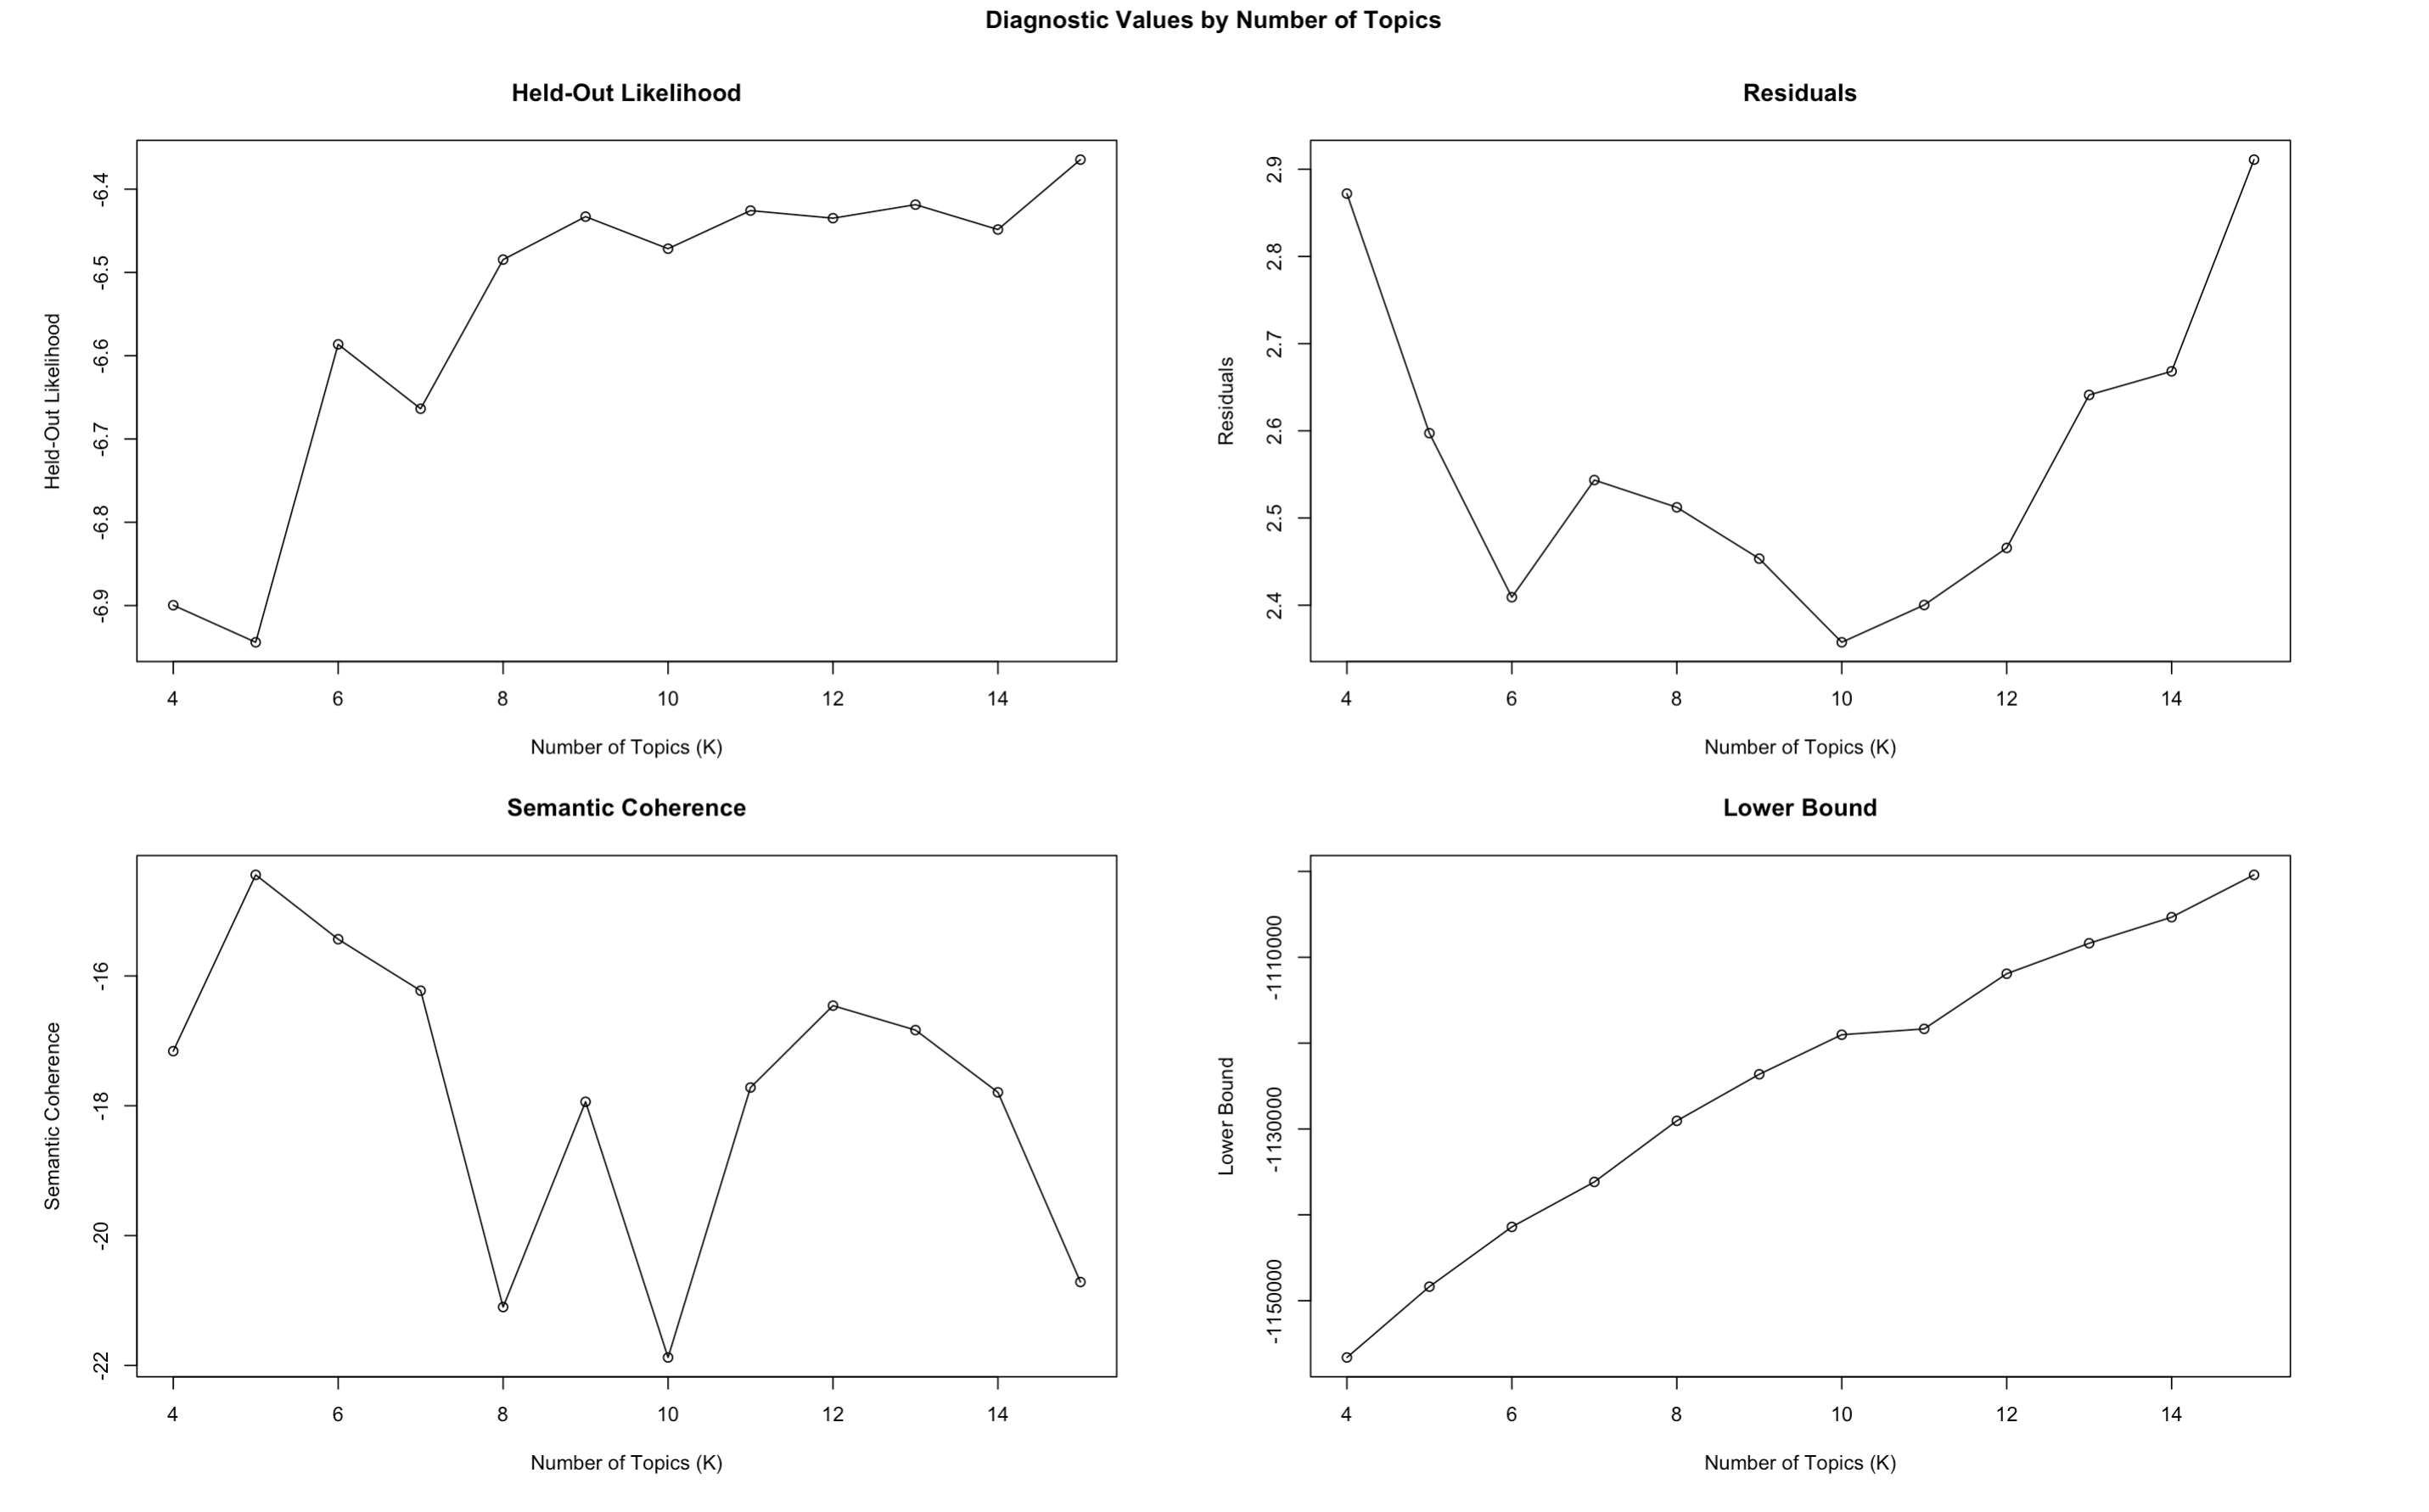 Diagnostic Values by Number of Topics
Held-Out Likelihood
Held-Out Likelihood
-6.4
-6.5
-6.6
-6.7
-6.8
-6.9
4 6 8 10 12 14
Number of Topics (K)
Residuals
Residuals
2.9
2.8
2.7
2.6
2.5
2.4
4 6 8 10 12 14
Number of Topics (K)
Semantic Coherence
Semantic Coherence
-16
-18
-20
-22
4 6 8 10 12 14
Number of Topics (K)
Lower Bound
Lower Bound
-1110000
-1130000
-1150000
4 6 8 10 12 14
Number of Topics (K)